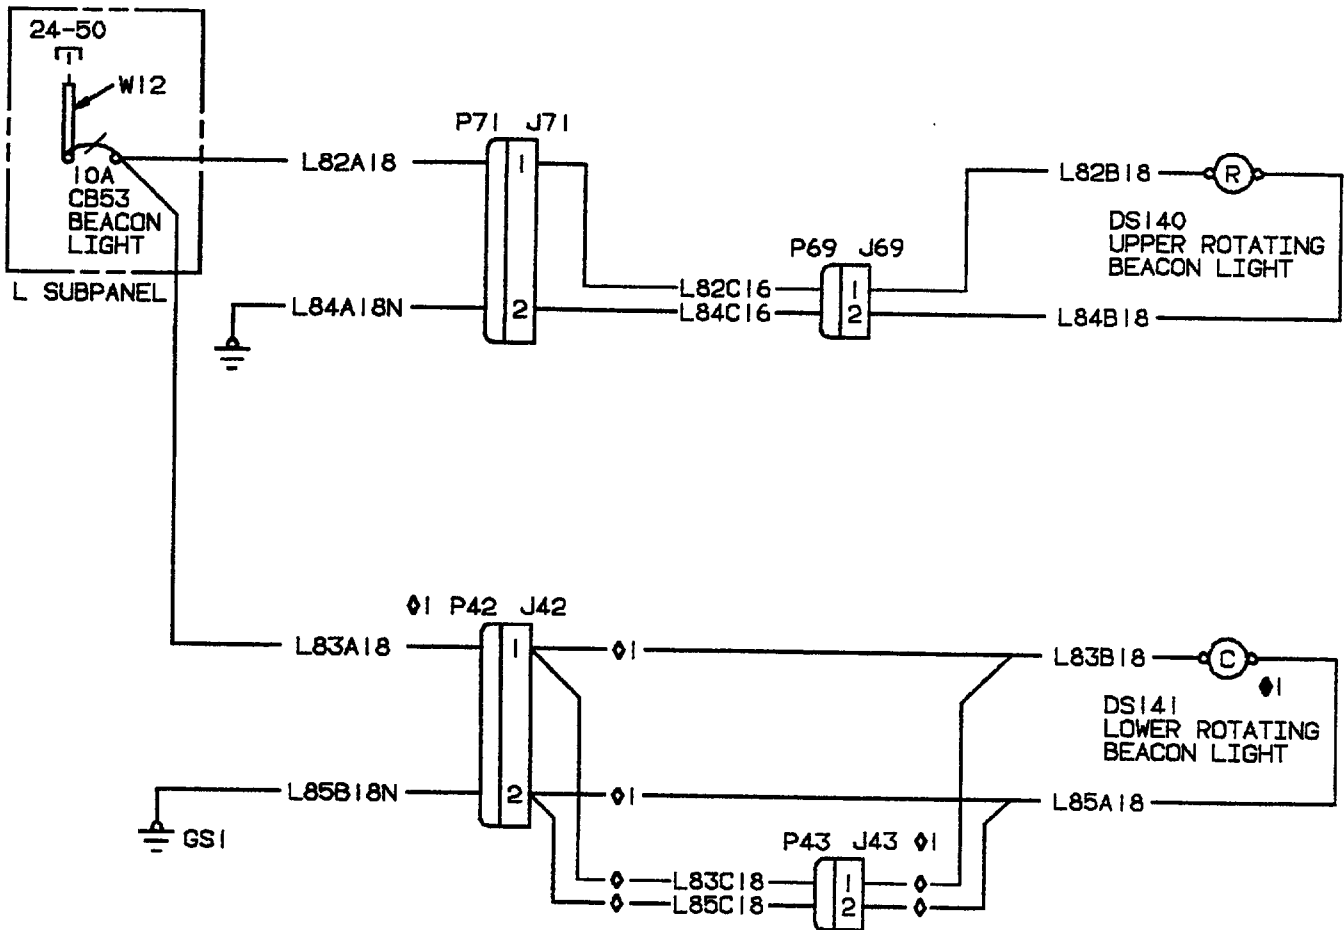 24-50
W12
10A
CB53
BEACON
LIGHT
L SUBPANEL
L82A18
P71 J71
1
2
L84A18N
L82C16
L84C16
P69 J69
1
2
L82B18
R
DS140
UPPER ROTATING
BEACON LIGHT
L84B18
◊1 P42 J42
L83A18
1
2
◊1
◊1
L85B18N
GS1
L83B18
C
♦1
DS141
LOWER ROTATING
BEACON LIGHT
L85A18
P43 J43 ◊1
◊ L83C18 1 ◊
◊ L85C18 2 ◊